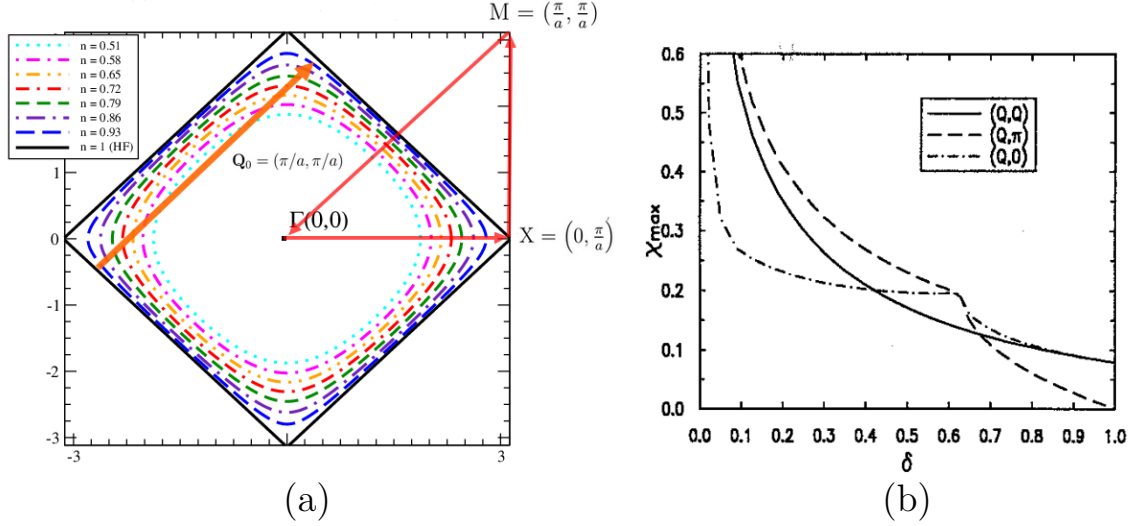 M = (π/a, π/a)
n = 0.51
n = 0.58
n = 0.65
n = 0.72
n = 0.79
n = 0.86
n = 0.93
n = 1 (HF)
Q₀ = (π/a, π/a)
Γ(0,0)
X = (0, π/a)
1
0
-1
-2
-3
-3
3
(a)
0.6
0.5
0.4
0.3
0.2
0.1
0.0
χmax
(Q,Q)
(Q,π)
(Q,0)
0.0 0.1 0.2 0.3 0.4 0.5 0.6 0.7 0.8 0.9 1.0
δ
(b)